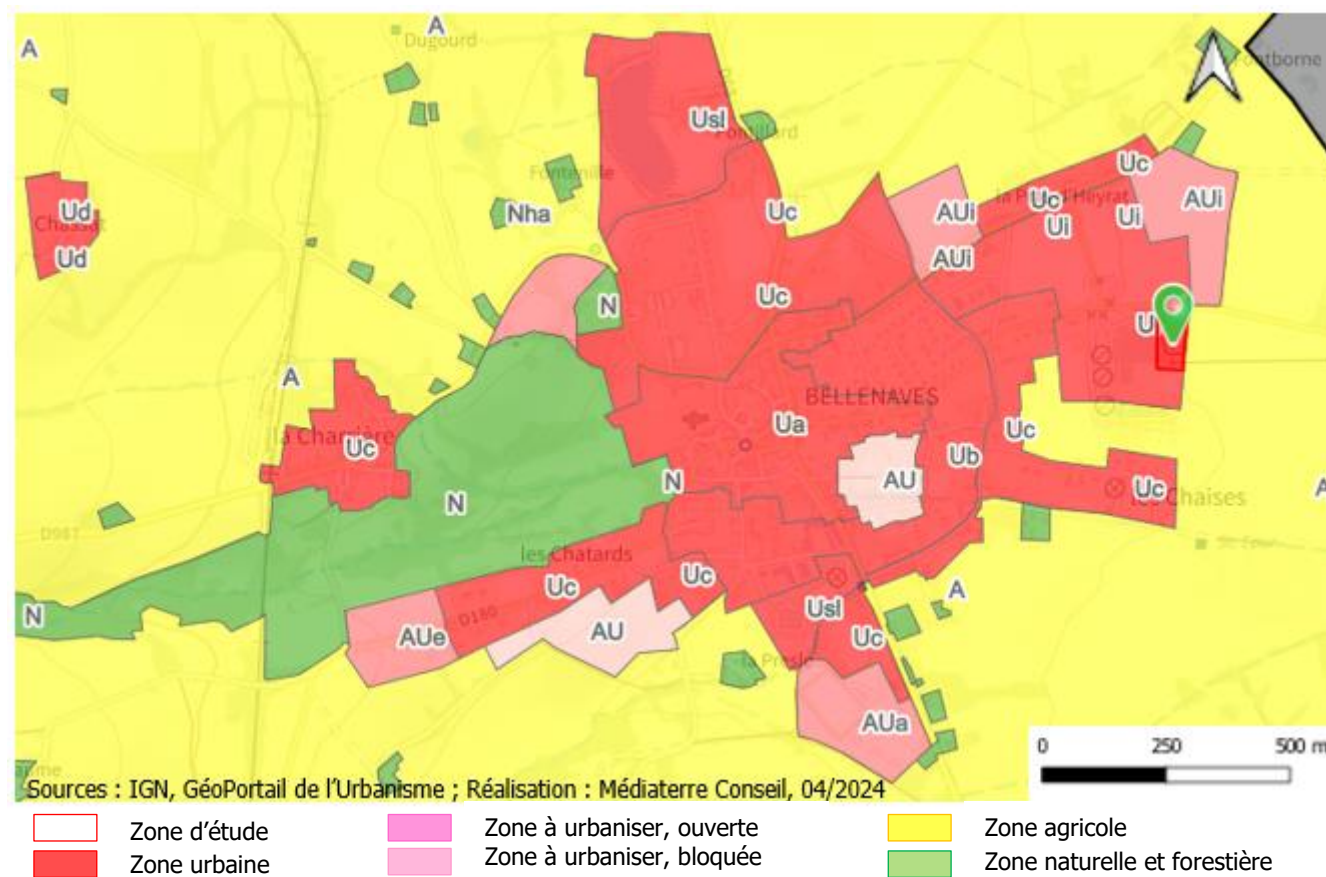 A
A
Dugourd
Fontborne
Usl
Fontillard
Uc
Fontenille
Ud
Chassat
Ud
Nha
Uc
AUi
Uc
la P d'Heyrat
Ui
Ui
AUi
AUi
N
Uc
U
A
la Charrière
Uc
BELLENAVES
Ua
Uc
Ub
AU
N
N
Uc
les Chaises
A
D987
les Chatards
Uc
Uc
A
N
AUe
D180
AU
Usl
Uc
la Presle
AUa
0 250 500 m
Sources : IGN, GéoPortail de l'Urbanisme ; Réalisation : Médiaterre Conseil, 04/2024
Zone d'étude
Zone à urbaniser, ouverte
Zone agricole
Zone urbaine
Zone à urbaniser, bloquée
Zone naturelle et forestière